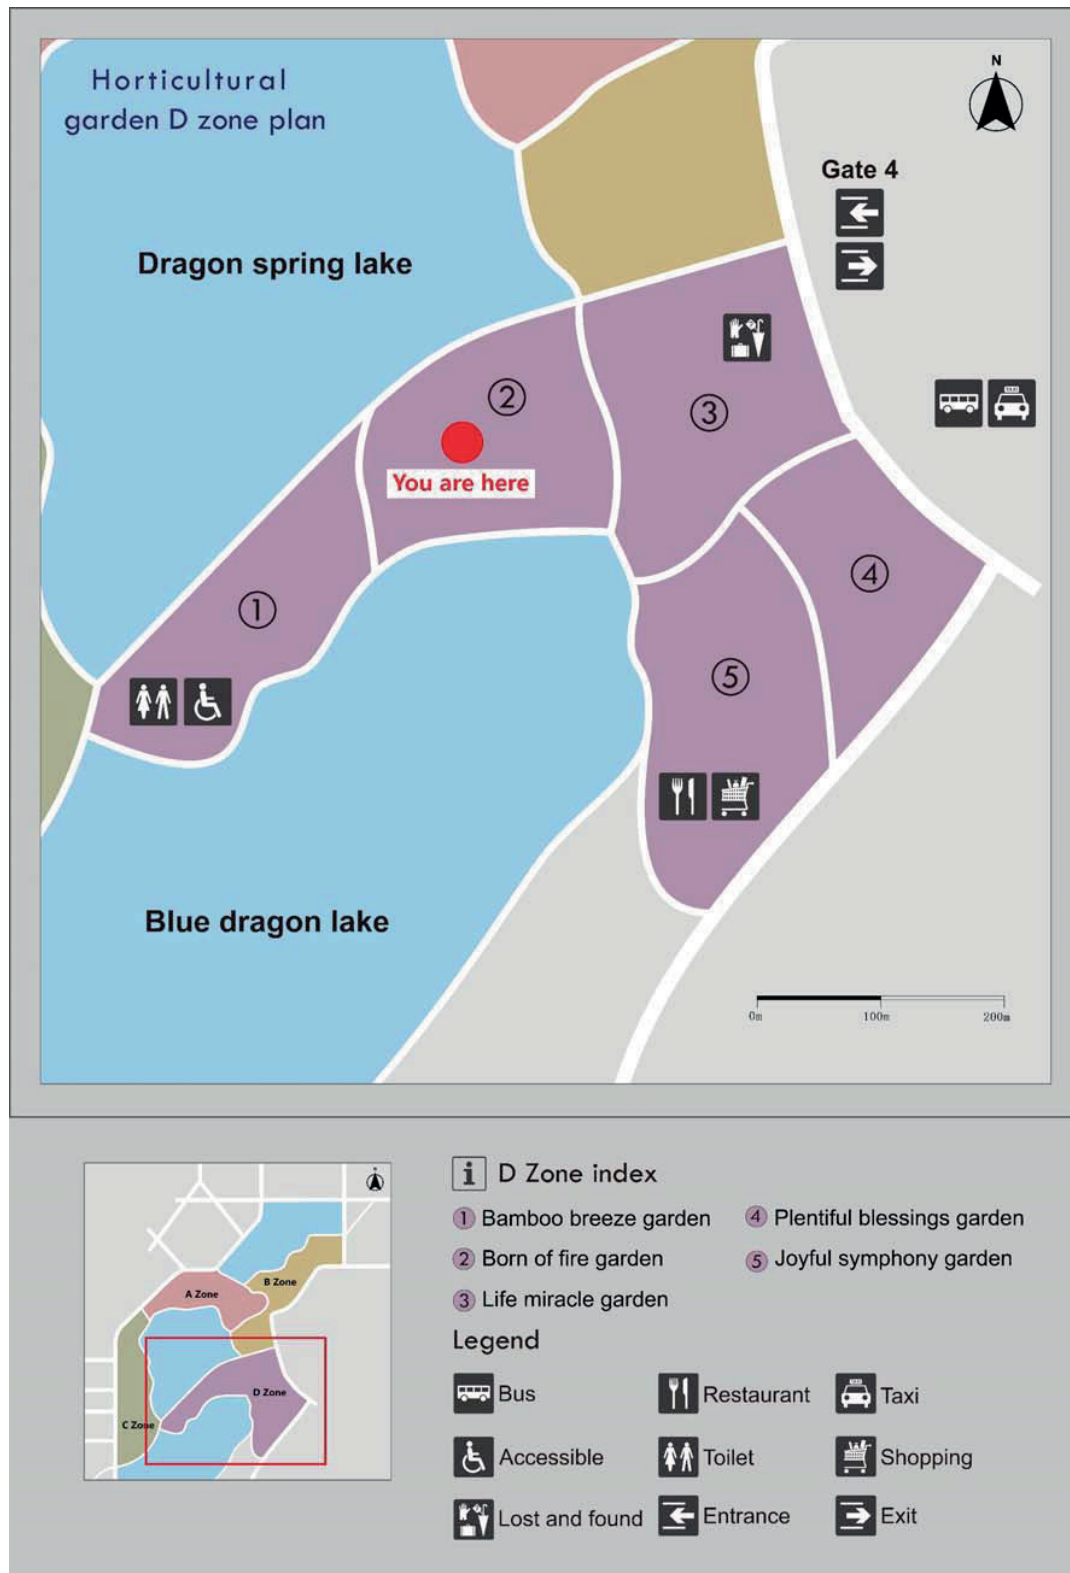 Horticultural
garden D zone plan
N
Gate 4
Dragon spring lake
TAXI
2
3
You are here
4
1
5
Blue dragon lake
0m 100m 200m
B Zone
A Zone
D Zone
C Zone
i D Zone index
1 Bamboo breeze garden
4 Plentiful blessings garden
2 Born of fire garden
5 Joyful symphony garden
3 Life miracle garden
Legend
Bus
Restaurant
TAXI
Taxi
Accessible
Toilet
Shopping
Lost and found
Entrance
Exit